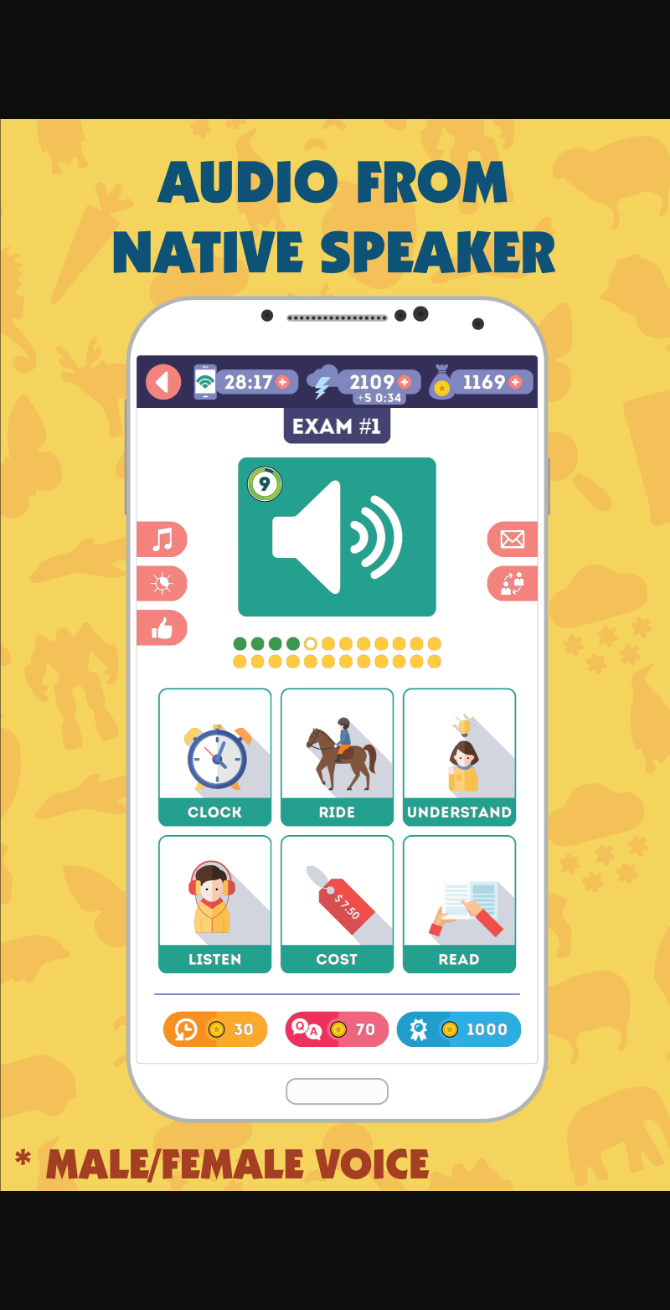 AUDIO FROM
NATIVE SPEAKER
28:17
2109
1169
+5 0:34
EXAM #1
9
CLOCK
RIDE
UNDERSTAND
$ 7.50
LISTEN
COST
READ
30
Q A 70
1000
* MALE/FEMALE VOICE